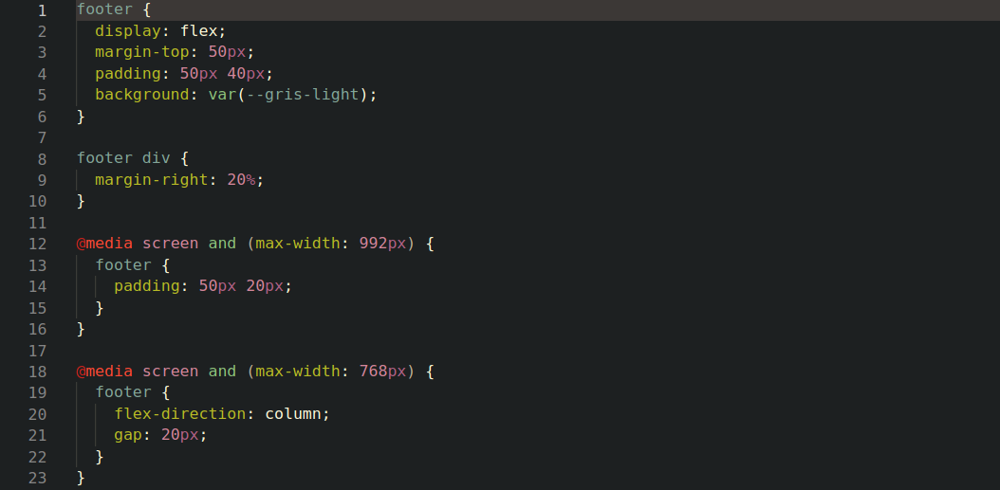 1 footer {
2 display: flex;
3 margin-top: 50px;
4 padding: 50px 40px;
5 background: var(--gris-light);
6 }
7
8 footer div {
9 margin-right: 20%;
10 }
11
12 @media screen and (max-width: 992px) {
13 footer {
14 padding: 50px 20px;
15 }
16 }
17
18 @media screen and (max-width: 768px) {
19 footer {
20 flex-direction: column;
21 gap: 20px;
22 }
23 }